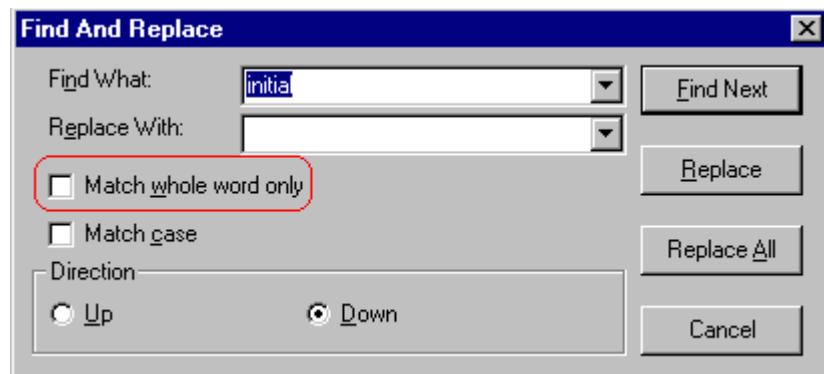 Find And Replace
Find What:
initial
Find Next
Replace With:
Replace
Match whole word only
Match case
Replace All
Direction
Up
Down
Cancel